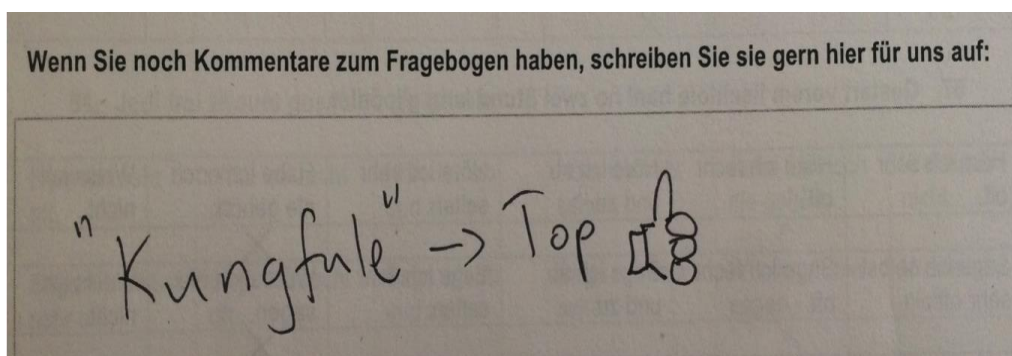 Wenn Sie noch Kommentare zum Fragebogen haben, schreiben Sie sie gern hier für uns auf:
"Kungfule" -> Top